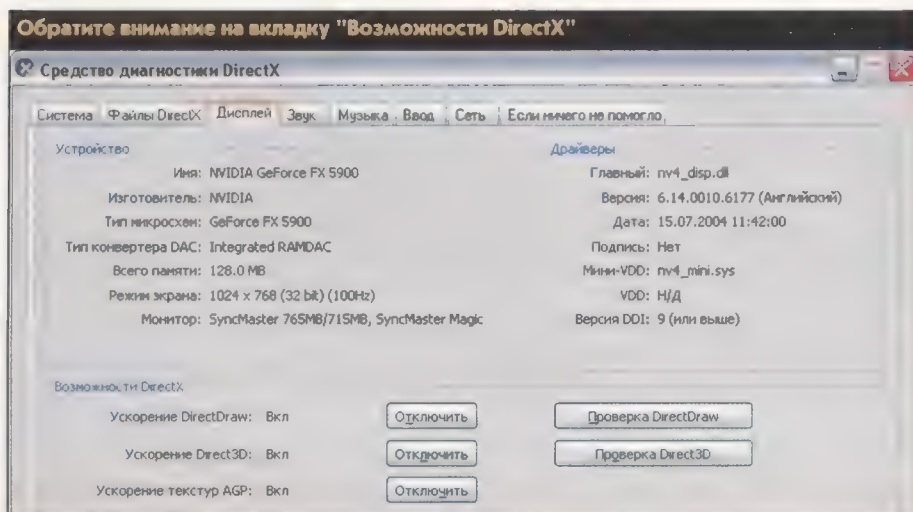 Обратите внимание на вкладку "Возможности DirectX"
Средство диагностики DirectX
Система Файлы DirectX Дисплей Звук Музыка Ввод Сеть Если ничего не помогло
Устройство
Имя: NVIDIA GeForce FX 5900
Изготовитель: NVIDIA
Тип микросхем: GeForce FX 5900
Тип конвертера DAC: Integrated RAMDAC
Всего памяти: 128.0 MB
Режим экрана: 1024 x 768 (32 bit) (100Hz)
Монитор: SyncMaster 765MB/715MB, SyncMaster Magic
Драйверы
Главный: nv4_disp.dll
Версия: 6.14.0010.6177 (Английский)
Дата: 15.07.2004 11:42:00
Подпись: Нет
Мини-VDD: nv4_mini.sys
VDD: Н/Д
Версия DDI: 9 (или выше)
Возможности DirectX
Ускорение DirectDraw: Вкл Отключить Проверка DirectDraw
Ускорение Direct3D: Вкл Отключить Проверка Direct3D
Ускорение текстур AGP: Вкл Отключить